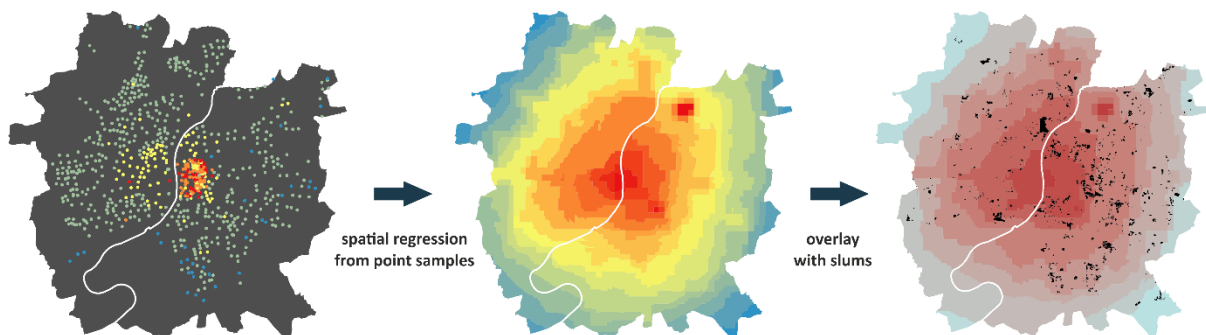 spatial regression
from point samples
overlay
with slums